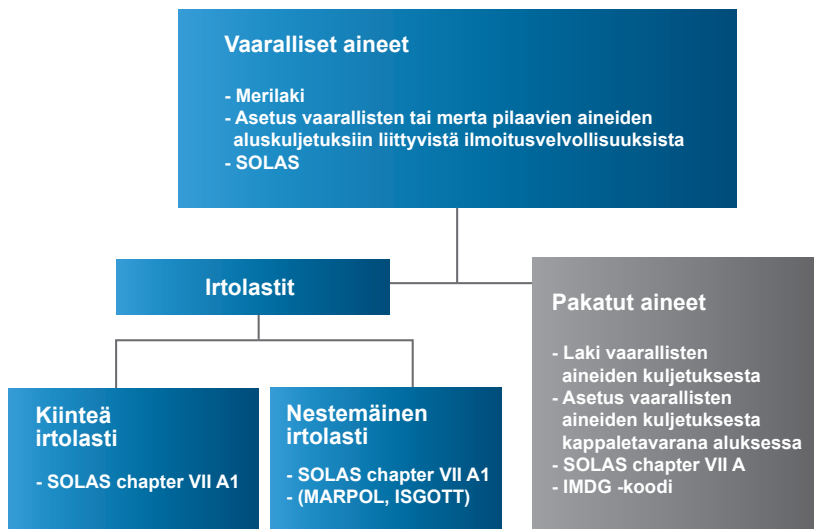 Vaaralliset aineet
- Merilaki
- Asetus vaarallisten tai merta pilaavien aineiden
aluskuljetuksiin liittyvistä ilmoitusvelvollisuuksista
- SOLAS
Irtolastit
Pakatut aineet
- Laki vaarallisten
aineiden kuljetuksesta
- Asetus vaarallisten
aineiden kuljetuksesta
kappaletavarana aluksessa
- SOLAS chapter VII A
- IMDG -koodi
Kiinteä
irtolasti
- SOLAS chapter VII A1
Nestemäinen
irtolasti
- SOLAS chapter VII A1
- (MARPOL, ISGOTT)